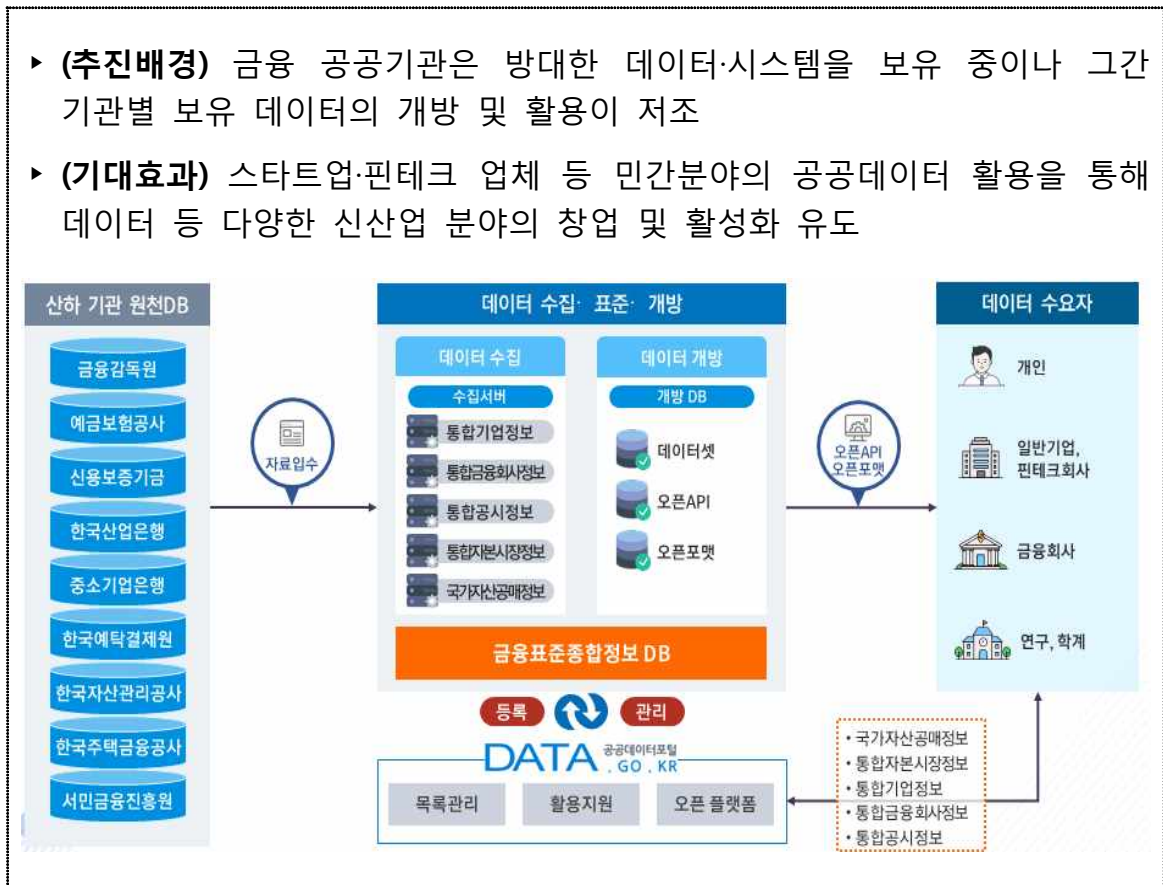 ▸ (추진배경) 금융 공공기관은 방대한 데이터·시스템을 보유 중이나 그간
기관별 보유 데이터의 개방 및 활용이 저조
▸ (기대효과) 스타트업·핀테크 업체 등 민간분야의 공공데이터 활용을 통해
데이터 등 다양한 신산업 분야의 창업 및 활성화 유도
산하 기관 원천DB
금융감독원
예금보험공사
신용보증기금
한국산업은행
중소기업은행
한국예탁결제원
한국자산관리공사
한국주택금융공사
서민금융진흥원
자료입수
데이터 수집· 표준· 개방
데이터 수집
수집서버
통합기업정보
통합금융회사정보
통합공시정보
통합자본시장정보
국가자산공매정보
데이터 개방
개방 DB
데이터셋
오픈API
오픈포맷
금융표준종합정보 DB
등록
관리
DATA 공공데이터포털
. GO . KR
목록관리
활용지원
오픈 플랫폼
오픈API
오픈포맷
데이터 수요자
개인
일반기업,
핀테크회사
금융회사
연구, 학계
• 국가자산공매정보
• 통합자본시장정보
• 통합기업정보
• 통합금융회사정보
• 통합공시정보